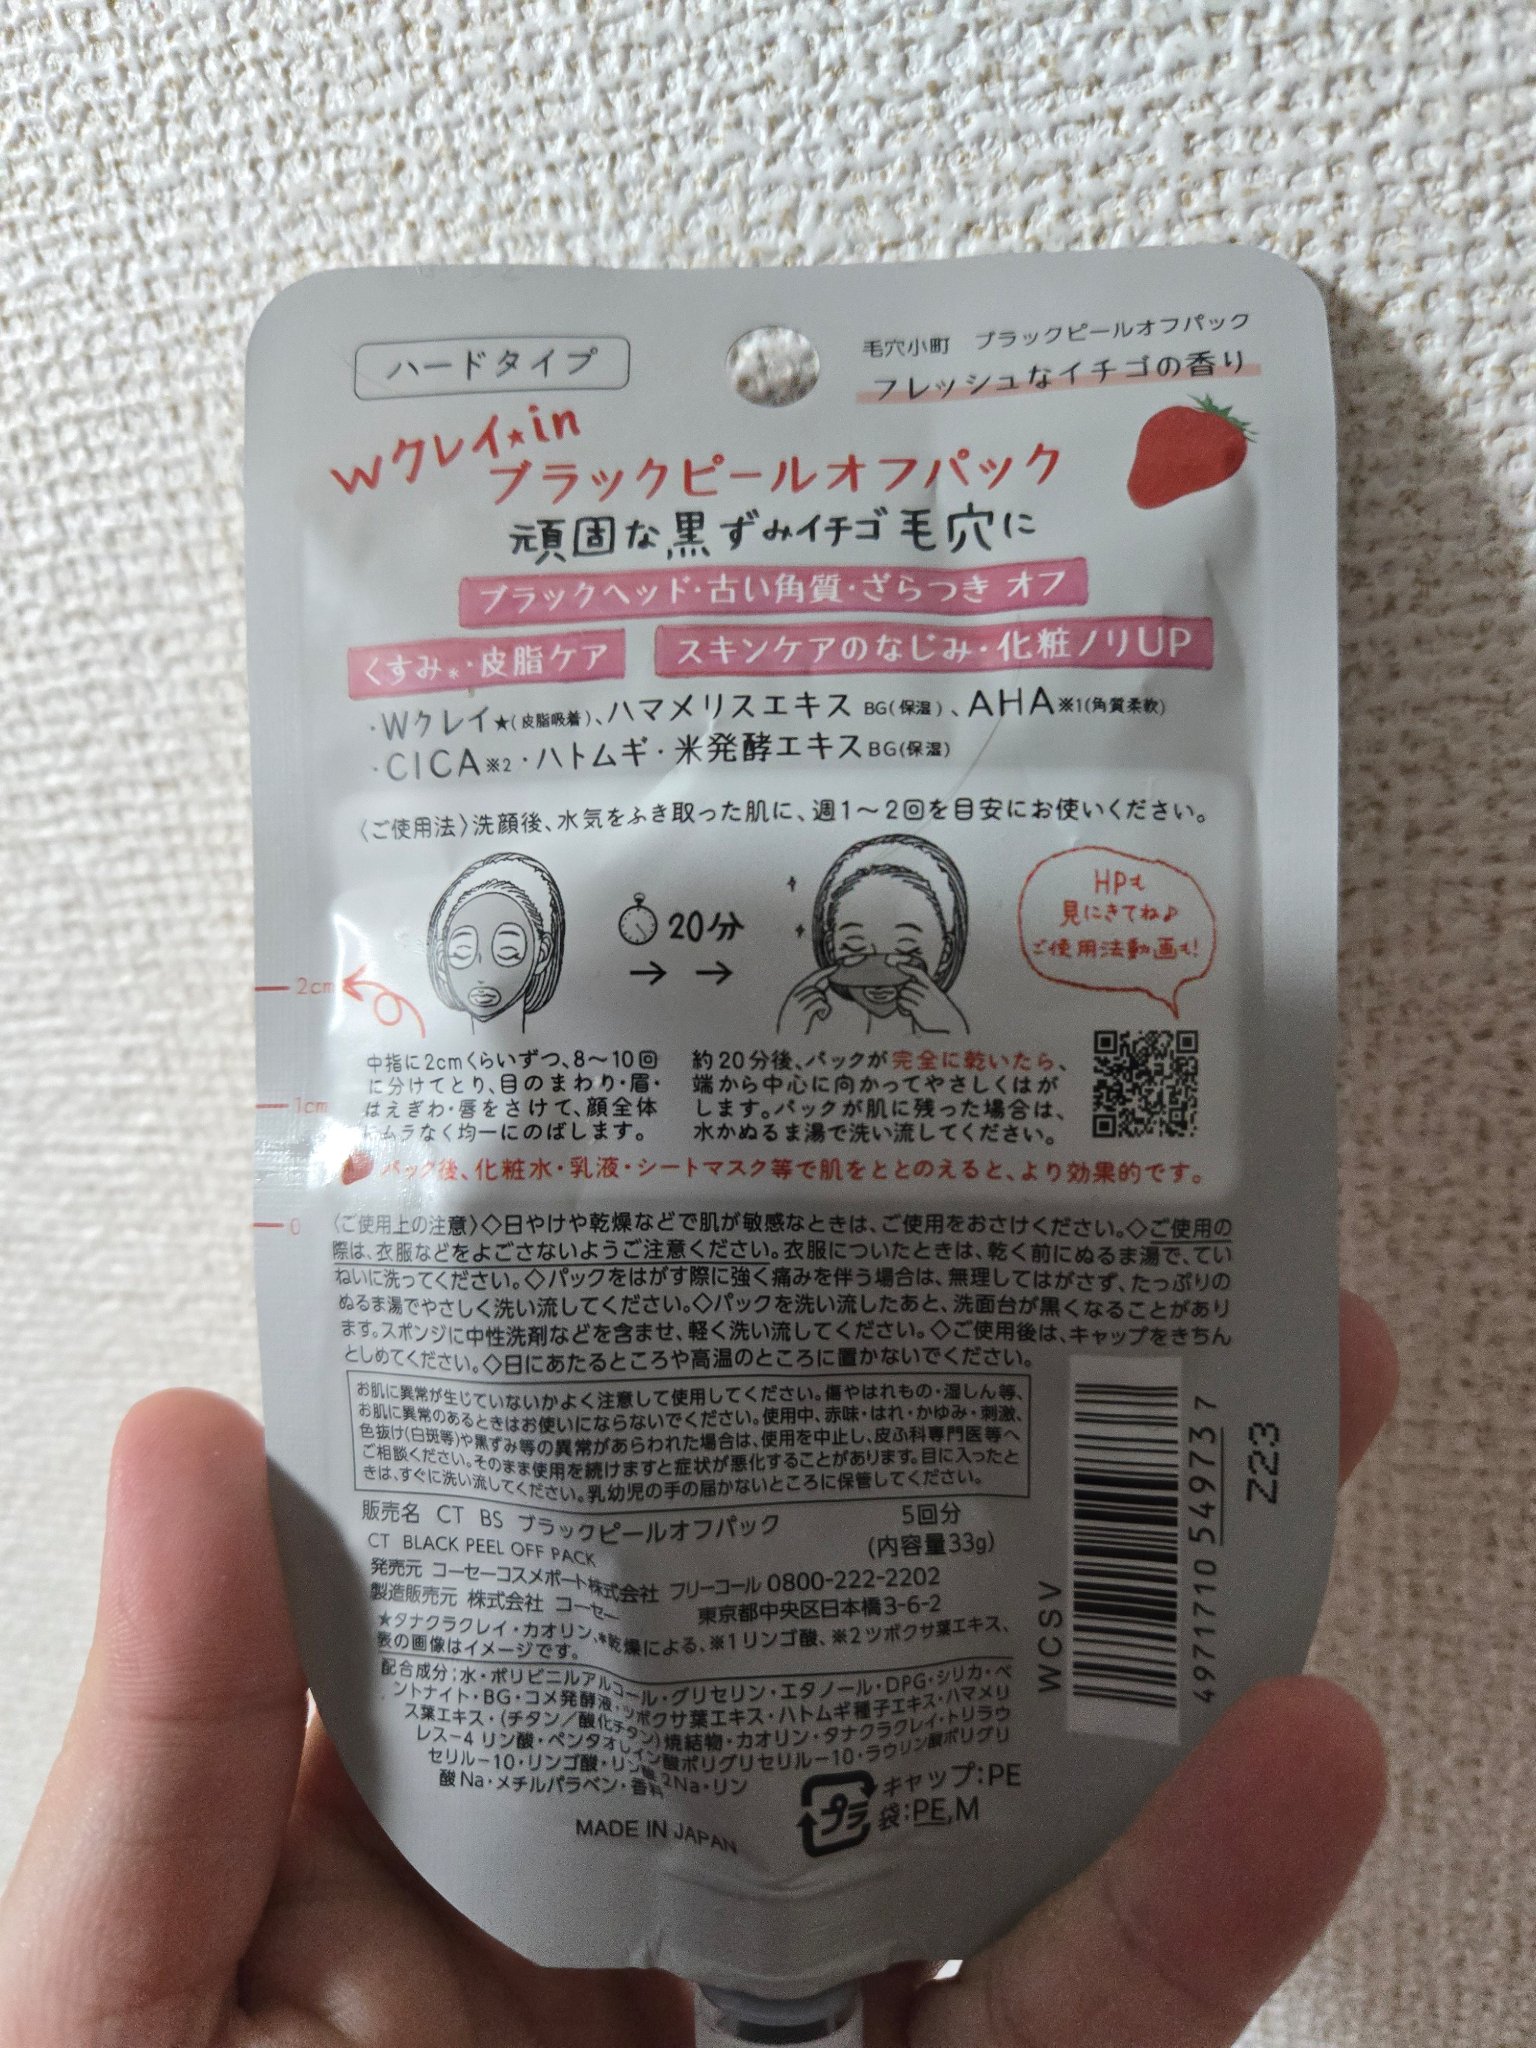 ハードタイプ
毛穴小町 ブラックピールオフパック
フレッシュなイチゴの香り
Wクレイ★in
ブラックピールオフパック
頑固な黒ずみイチゴ毛穴に
ブラックヘッド・古い角質・ざらつき オフ
くすみ*・皮脂ケア
スキンケアのなじみ・化粧ノリUP
・Wクレイ★(皮脂吸着)、ハマメリスエキス BG(保湿)、AHA※1(角質柔軟)
・CICA※2・ハトムギ・米発酵エキス BG(保湿)
〈ご使用法〉洗顔後、水気をふき取った肌に、週1〜2回を目安にお使いください。
20分
HPも
見にきてね♪
ご使用法動画も!
2cm
1cm
0
中指に2cmくらいずつ、8〜10回
に分けてとり、目のまわり・眉・
はえぎわ・唇をさけて、顔全体
にムラなく均一にのばします。
約20分後、パックが完全に乾いたら、
端から中心に向かってやさしくはが
します。パックが肌に残った場合は、
水かぬるま湯で洗い流してください。
パック後、化粧水・乳液・シートマスク等で肌をととのえると、より効果的です。
〈ご使用上の注意〉◇日やけや乾燥などで肌が敏感なときは、ご使用をおさけください。◇ご使用の
際は、衣服などをよごさないようご注意ください。衣服についたときは、乾く前にぬるま湯で、てい
ねいに洗ってください。◇パックをはがす際に強く痛みを伴う場合は、無理してはがさず、たっぷりの
ぬるま湯でやさしく洗い流してください。◇パックを洗い流したあと、洗面台が黒くなることがあり
ます。スポンジに中性洗剤などを含ませ、軽く洗い流してください。◇ご使用後は、キャップをきちん
としめてください。◇日にあたるところや高温のところに置かないでください。
お肌に異常が生じていないかよく注意して使用してください。傷やはれもの・湿しん等、
お肌に異常のあるときはお使いにならないでください。使用中、赤味・はれ・かゆみ・刺激、
色抜け(白斑等)や黒ずみ等の異常があらわれた場合は、使用を中止し、皮ふ科専門医等へ
ご相談ください。そのまま使用を続けますと症状が悪化することがあります。目に入ったと
きは、すぐに洗い流してください。乳幼児の手の届かないところに保管してください。
販売名 CT BS ブラックピールオフパック
CT BLACK PEEL OFF PACK
5回分
(内容量33g)
発売元 コーセーコスメポート株式会社 フリーコール 0800-222-2202
製造販売元 株式会社 コーセー 東京都中央区日本橋3-6-2
★タナクラクレイ・カオリン、*乾燥による、※1リンゴ酸、※2ツボクサ葉エキス、
表の画像はイメージです。
配合成分:水・ポリビニルアルコール・グリセリン・エタノール・DPG・シリカ・ベ
ントナイト・BG・コメ発酵液・ツボクサ葉エキス・ハトムギ種子エキス・ハマメリ
ス葉エキス・(チタン/酸化チタン)焼結物・カオリン・タナクラクレイ・トリラウ
レス-4 リン酸・ペンタオレイン酸ポリグリセリル-10・ラウリン酸ポリグリ
セリル-10・リンゴ酸・リン酸2Na・リン
酸Na・メチルパラベン・香料
MADE IN JAPAN
プラ
キャップ:PE
袋:PE,M
WCSV
4971710 549737
Z23